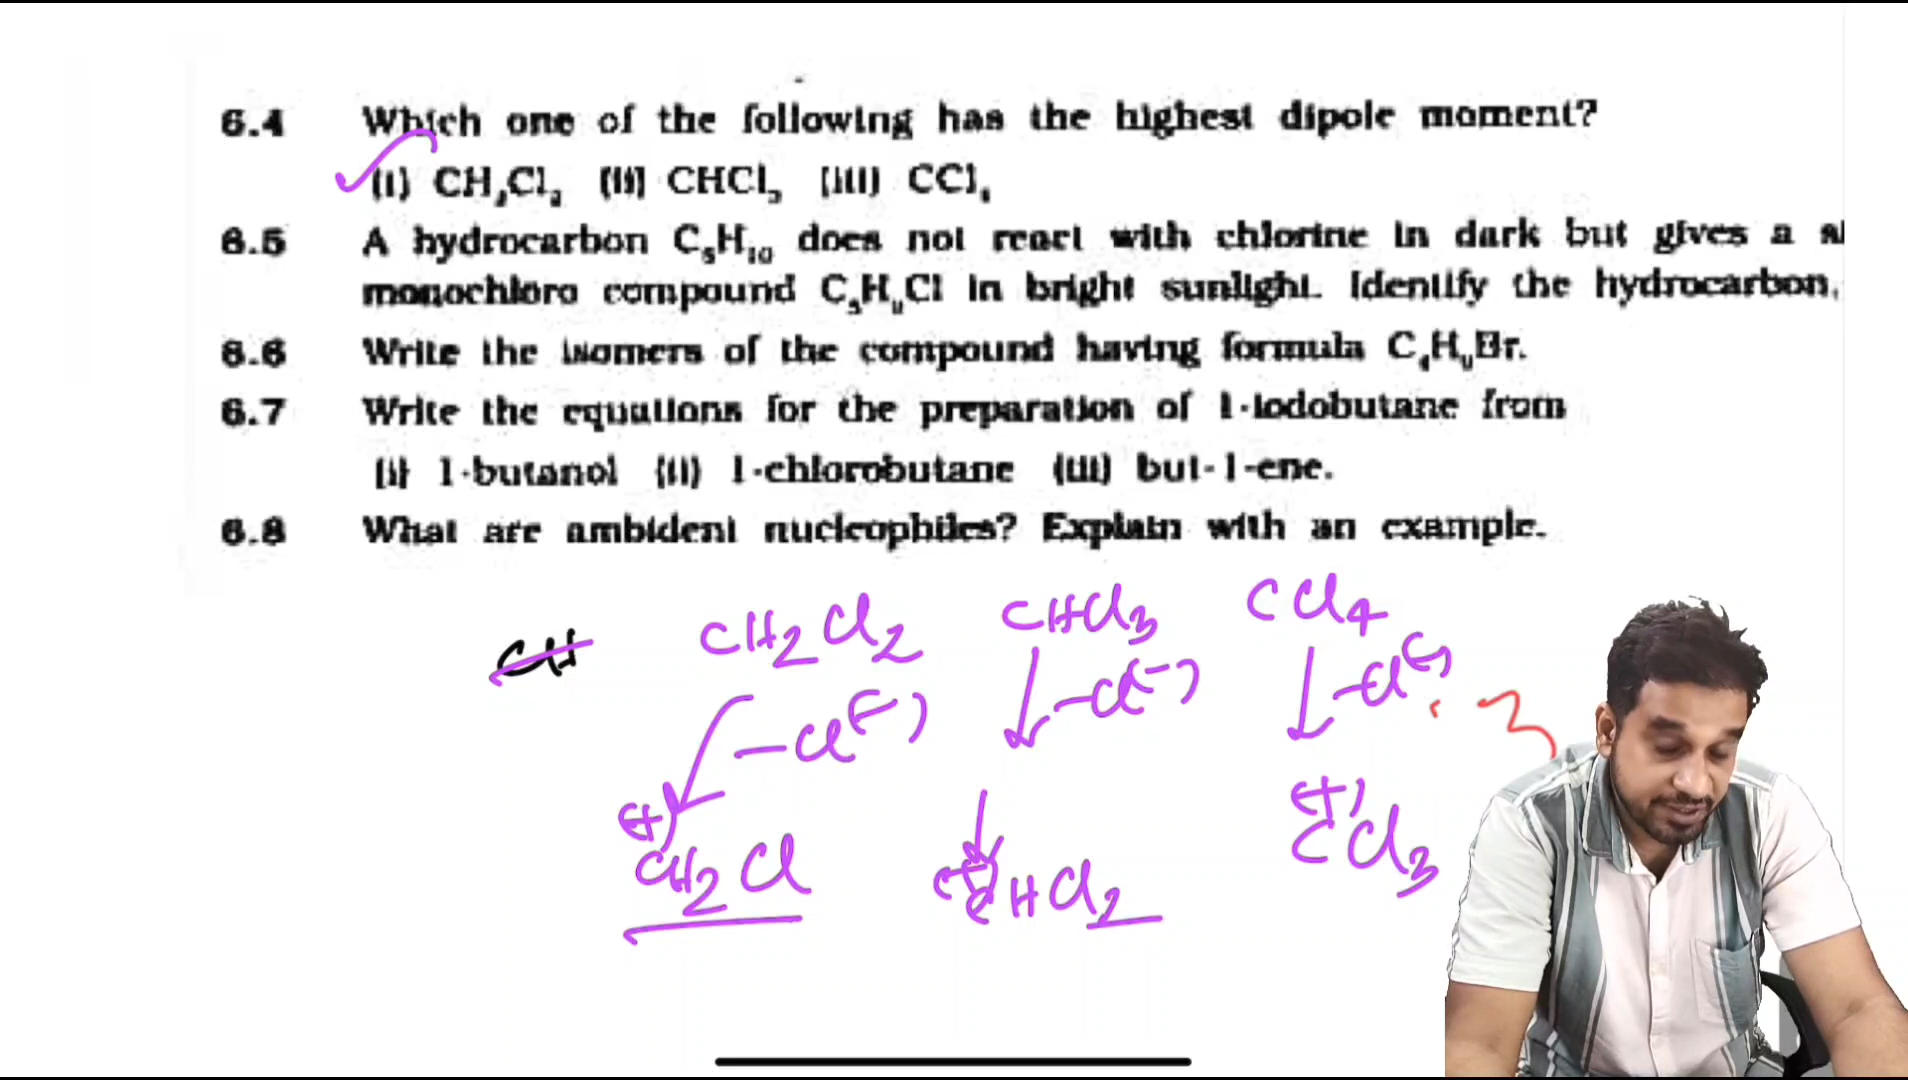 6.4 Which one of the following has the highest dipole moment?
(i) CH₂Cl₂ (ii) CHCl₃ (iii) CCl₄
6.5 A hydrocarbon C₅H₁₀ does not react with chlorine in dark but gives a
monochloro compound C₅H₉Cl in bright sunlight. Identify the hydrocarbon.
6.6 Write the isomers of the compound having formula C₄H₉Br.
6.7 Write the equations for the preparation of 1-iodobutane from
(i) 1-butanol (ii) 1-chlorobutane (iii) but-1-ene.
6.8 What are ambident nucleophiles? Explain with an example.
CH CH₂Cl₂ CHCl₃ CCl₄
-Cl(-) -Cl(-) -Cl(-)
(+) (+) (+)
CH₂Cl CHCl₂ CCl₃